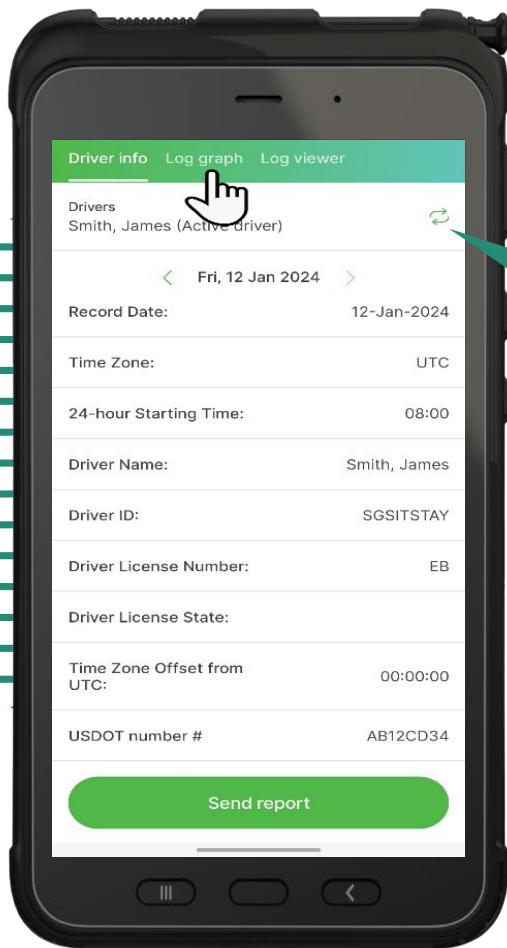 Driver info Log graph Log viewer
Drivers
Smith, James (Active driver)
Fri, 12 Jan 2024
Record Date: 12-Jan-2024
Time Zone: UTC
24-hour Starting Time: 08:00
Driver Name: Smith, James
Driver ID: SGSITSTAY
Driver License Number: EB
Driver License State:
Time Zone Offset from
UTC: 00:00:00
USDOT number # AB12CD34
Send report